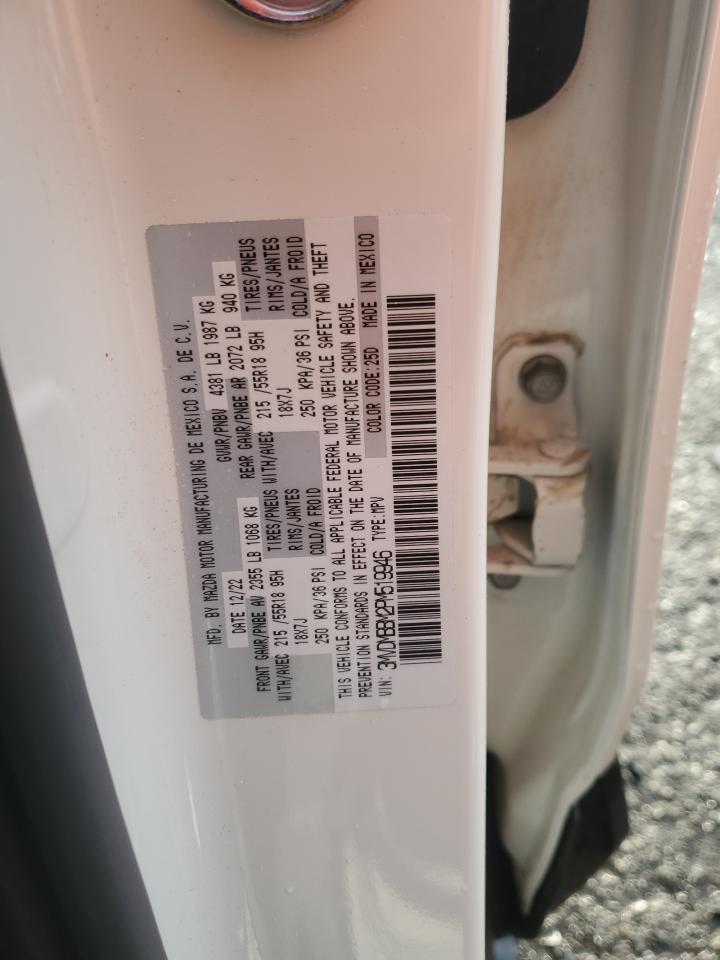 MFD. BY MAZDA MOTOR MANUFACTURING DE MEXICO S.A. DE C.V.
DATE 12/22 GVWR/PNBV 4381 LB 1987 KG
FRONT GAWR/PNBE AV 2355 LB 1068 KG REAR GAWR/PNBE AR 2072 LB 940 KG
WITH/AVEC 215 /55R18 95H TIRES/PNEUS WITH/AVEC 215 /55R18 95H TIRES/PNEUS
18X7J RIMS/JANTES 18X7J RIMS/JANTES
250 KPA/36 PSI COLD/A FROID 250 KPA/36 PSI COLD/A FROID
THIS VEHICLE CONFORMS TO ALL APPLICABLE FEDERAL MOTOR VEHICLE SAFETY AND THEFT
PREVENTION STANDARDS IN EFFECT ON THE DATE OF MANUFACTURE SHOWN ABOVE.
VIN: 3MVDMBBM2PM519946 TYPE:MPV COLOR CODE:25D MADE IN MEXICO